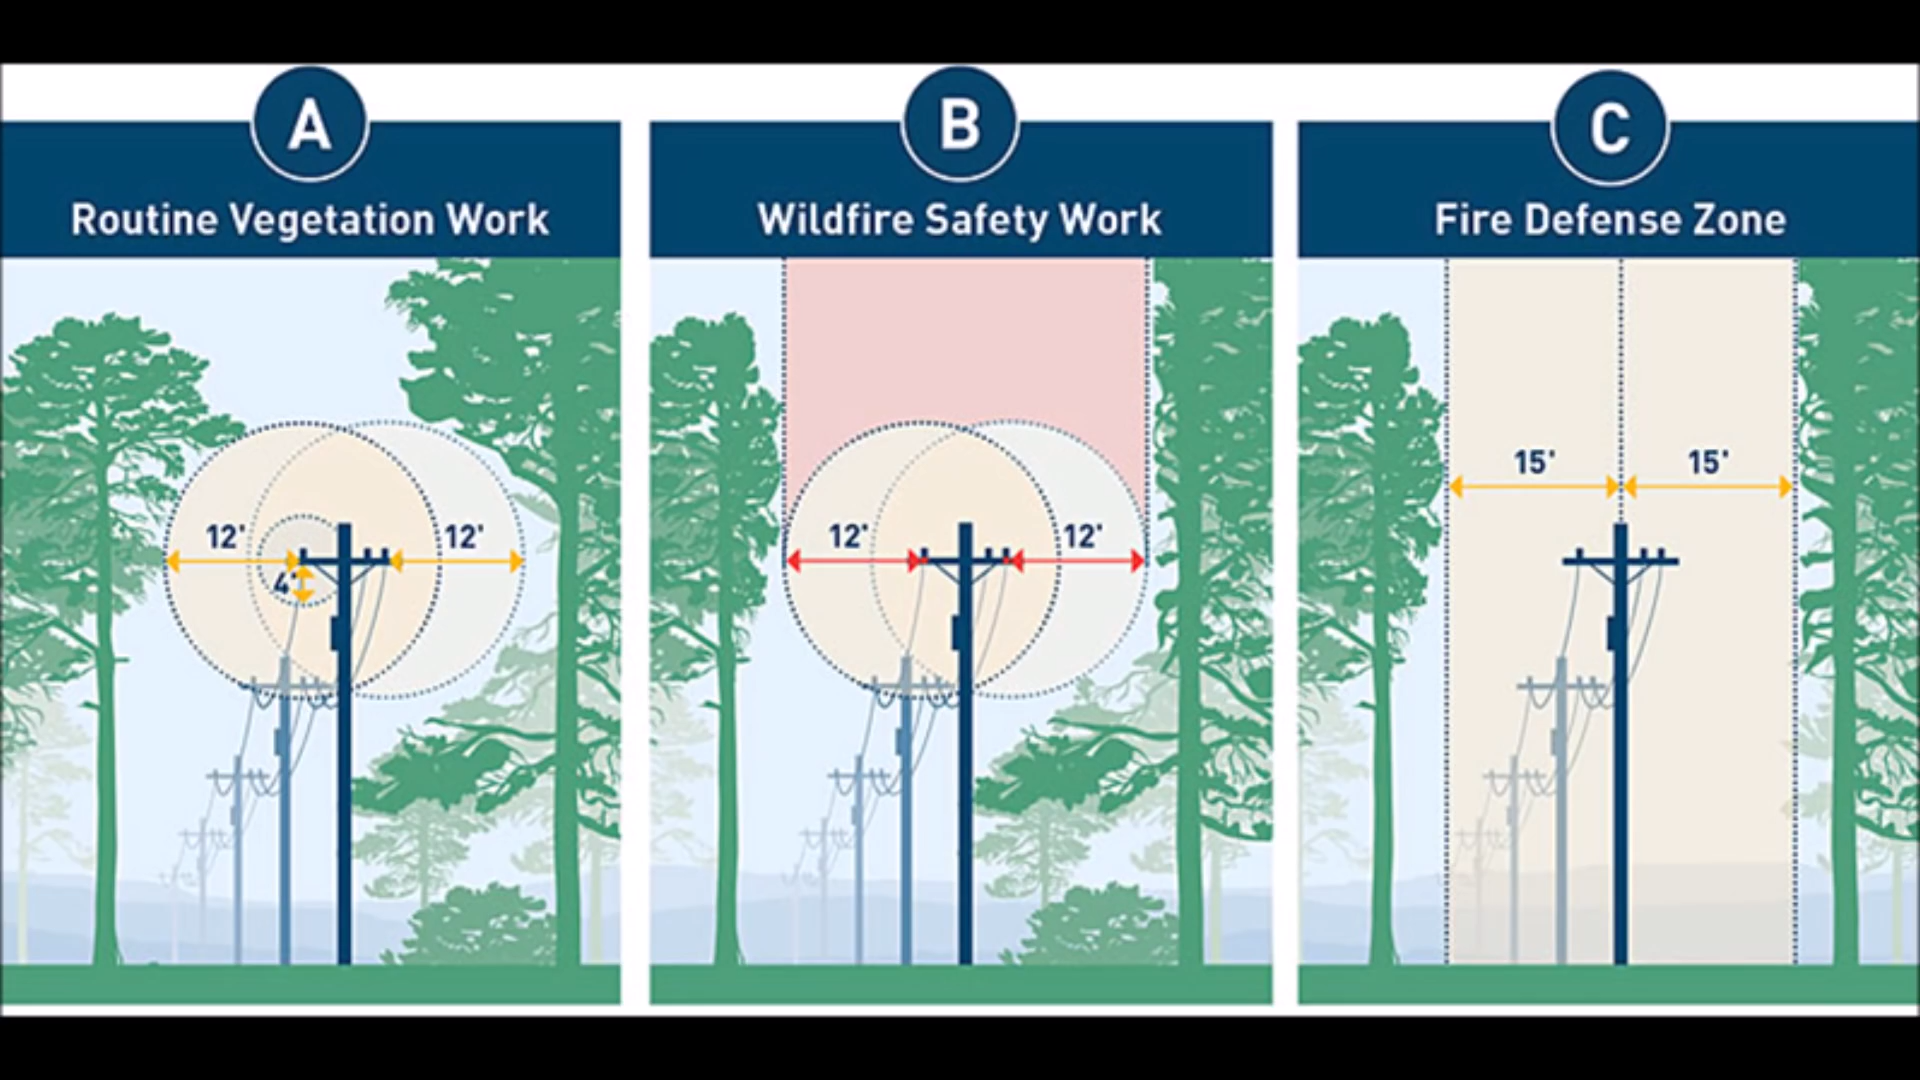 A
Routine Vegetation Work
12'
12'
4'
B
Wildfire Safety Work
12'
12'
C
Fire Defense Zone
15'
15'